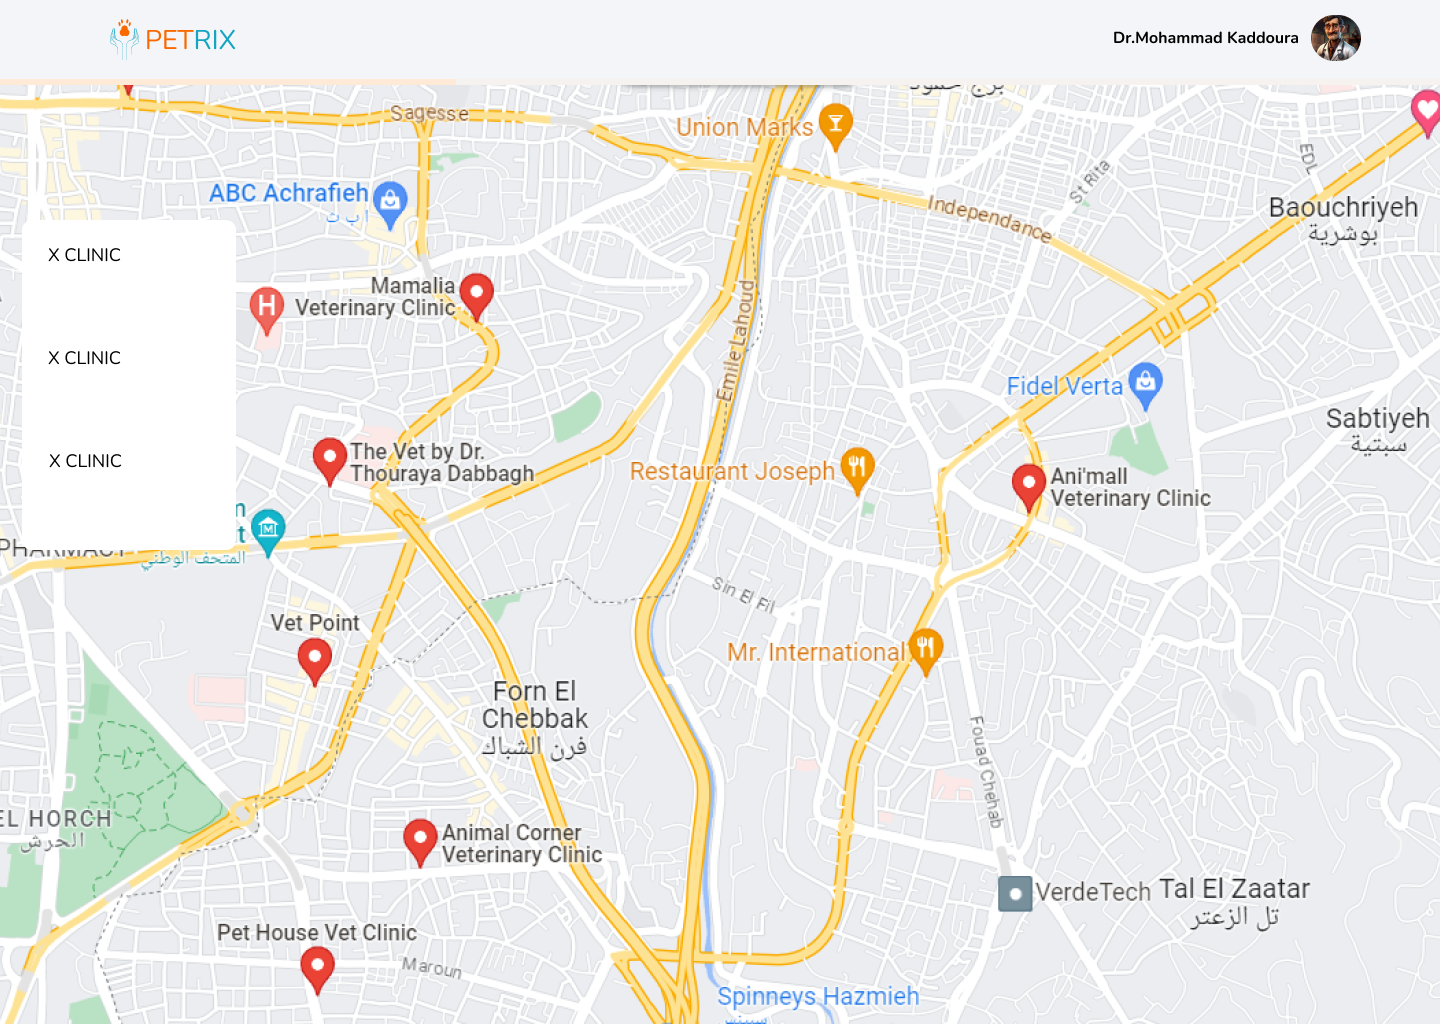 PETRIX
Dr.Mohammad Kaddoura
برج حمود
Sagesse
Union Marks
EDL
St Rita
ABC Achrafieh
ا ب ث
Independance
Baouchriyeh
بوشرية
X CLINIC
Mamalia
Veterinary Clinic
H
Emile Lahoud
X CLINIC
Fidel Verta
Sabtiyeh
سبتية
The Vet by Dr.
Thouraya Dabbagh
X CLINIC
Restaurant Joseph
Ani'mall
Veterinary Clinic
m
t
PHARMACY
المتحف الوطني
Sin El Fil
Vet Point
Mr. International
Forn El
Chebbak
فرن الشباك
Fouad Chehab
EL HORCH
الحرش
Animal Corner
Veterinary Clinic
VerdeTech
Tal El Zaatar
تل الزعتر
Pet House Vet Clinic
Maroun
Spinneys Hazmieh